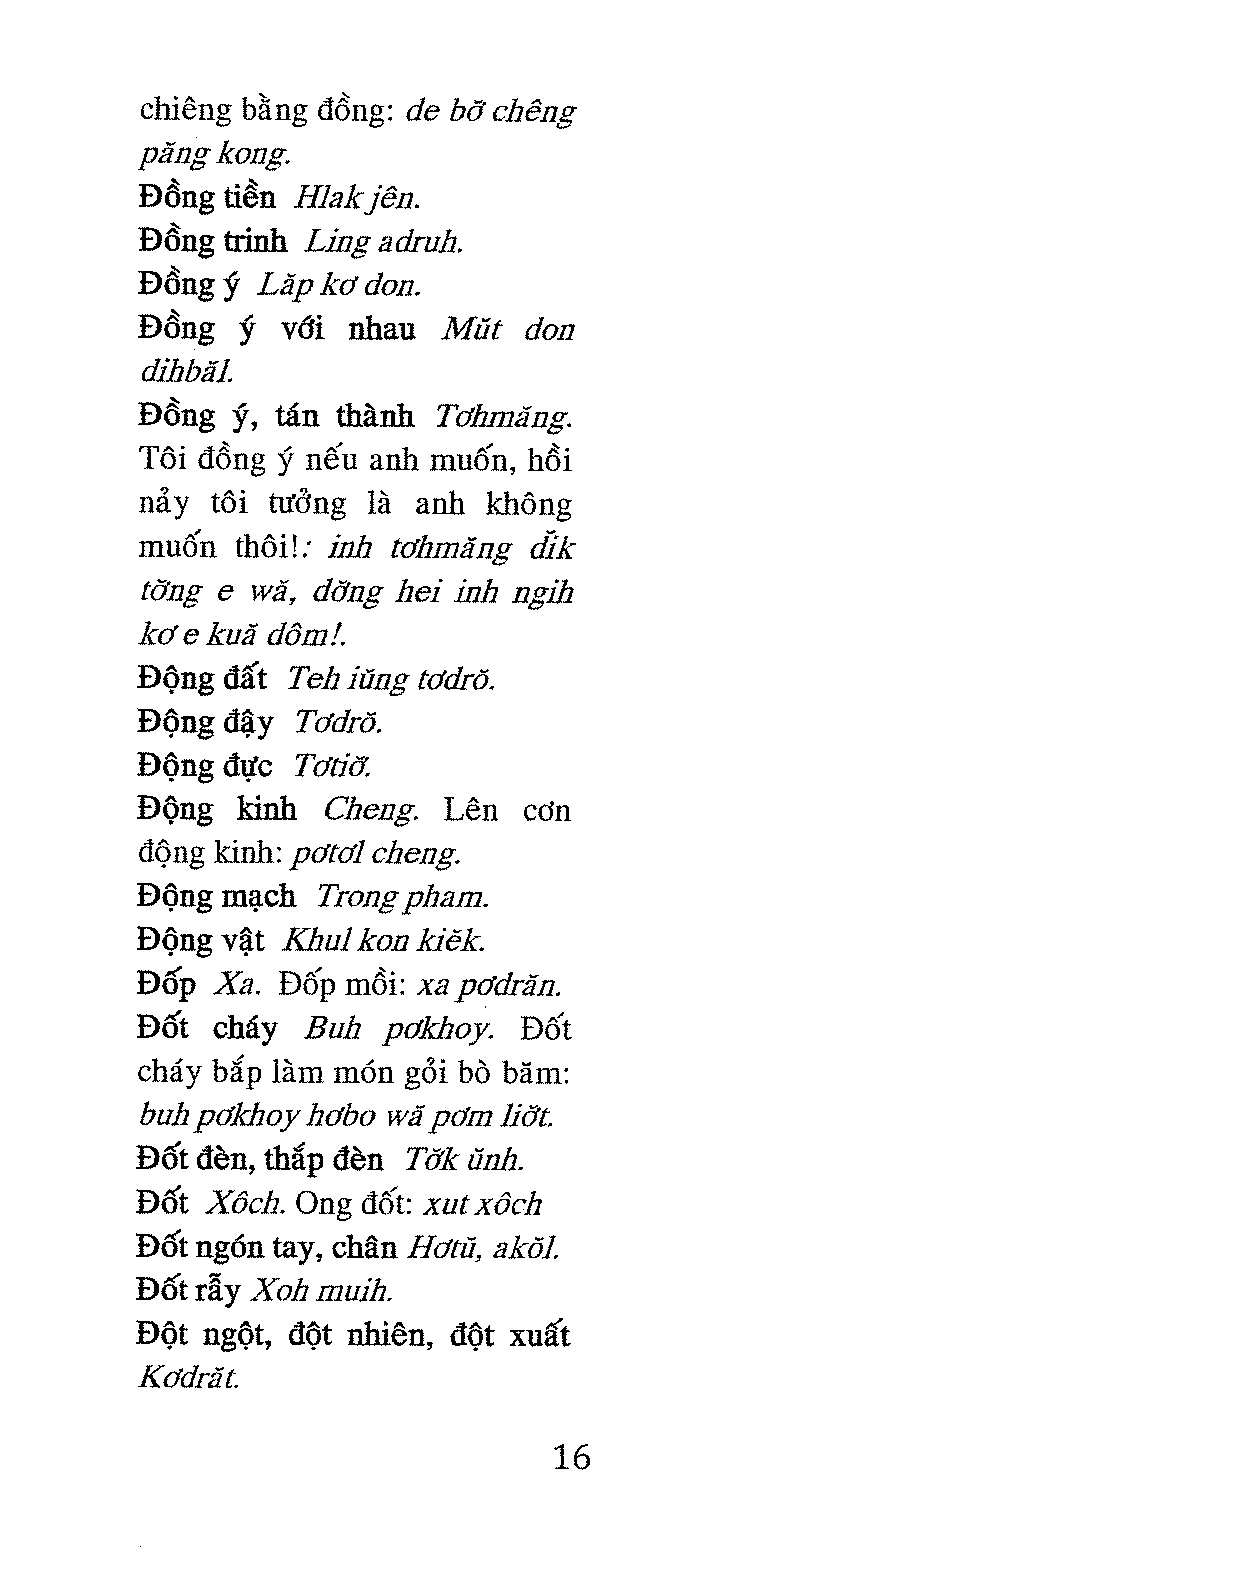 chiêng bằng đồng: de bơ̆ chêng
păng kong.
Đồng tiền Hlak jên.
Đồng trinh Ling adruh.
Đồng ý Lăp kơ don.
Đồng ý với nhau Mŭt don
dihbăl.
Đồng ý, tán thành Tơhmăng.
Tôi đồng ý nếu anh muốn, hồi
nảy tôi tưởng là anh không
muốn thôi!: inh tơhmăng dĭk
tơ̆ng e wă, dơ̆ng hei inh ngih
kơ e kuă dôm!.
Động đất Teh iŭng tơdrŏ.
Động đậy Tơdrŏ.
Động đực Tơtiơ̆.
Động kinh Cheng. Lên cơn
động kinh: pơtơl cheng.
Động mạch Trong pham.
Động vật Khul kon kiĕk.
Đốp Xa. Đốp mồi: xa pơdrăn.
Đốt cháy Buh pơkhoy. Đốt
cháy bắp làm món gỏi bò băm:
buh pơkhoy hơbo wă pơm liơ̆t.
Đốt đèn, thắp đèn Tơ̆k ŭnh.
Đốt Xôch. Ong đốt: xut xôch
Đốt ngón tay, chân Hơtŭ, akŏl.
Đốt rẫy Xoh muih.
Đột ngột, đột nhiên, đột xuất
Kơdrăt.
16